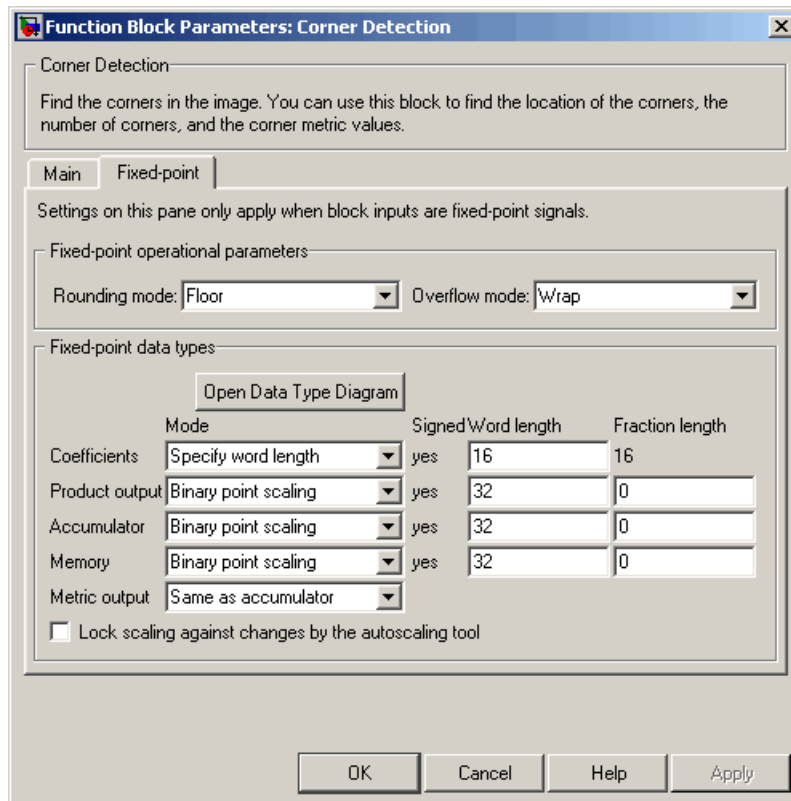 Function Block Parameters: Corner Detection
Corner Detection
Find the corners in the image. You can use this block to find the location of the corners, the
number of corners, and the corner metric values.
Main Fixed-point
Settings on this pane only apply when block inputs are fixed-point signals.
Fixed-point operational parameters
Rounding mode: Floor Overflow mode: Wrap
Fixed-point data types
Open Data Type Diagram
Mode Signed Word length Fraction length
Coefficients Specify word length yes 16 16
Product output Binary point scaling yes 32 0
Accumulator Binary point scaling yes 32 0
Memory Binary point scaling yes 32 0
Metric output Same as accumulator
Lock scaling against changes by the autoscaling tool
OK Cancel Help Apply